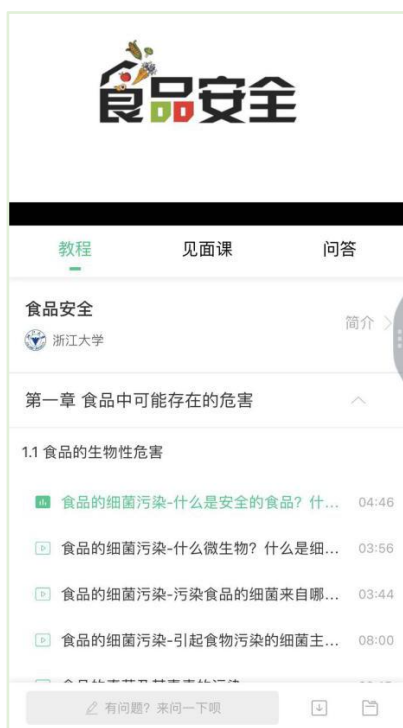 食品安全
教程 见面课 问答
食品安全
简介
浙江大学
第一章 食品中可能存在的危害
1.1 食品的生物性危害
食品的细菌污染-什么是安全的食品？什... 04:46
食品的细菌污染-什么微生物？什么是细... 03:56
食品的细菌污染-污染食品的细菌来自哪... 03:44
食品的细菌污染-引起食物污染的细菌主... 08:00
有问题？来问一下呗